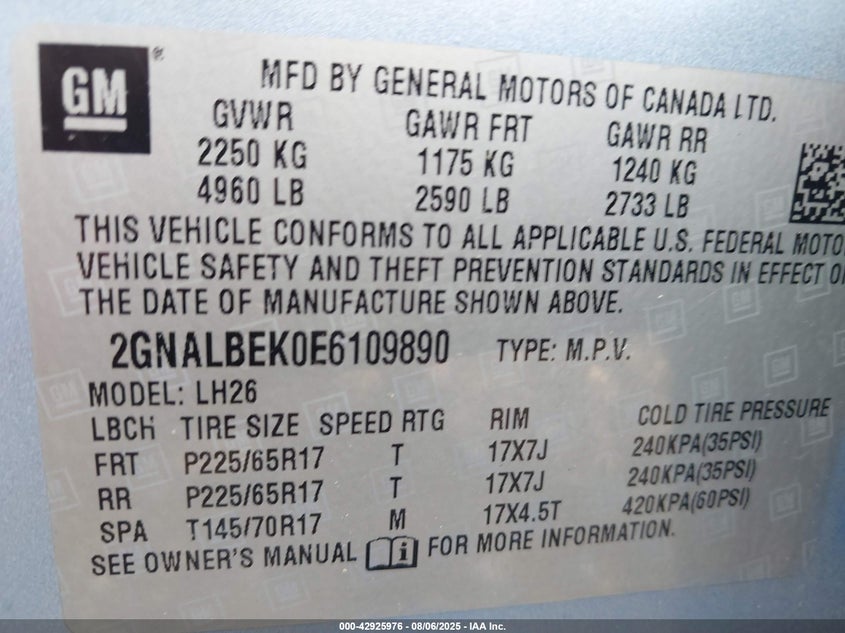 GM ®
MFD BY GENERAL MOTORS OF CANADA LTD.
GVWR GAWR FRT GAWR RR
2250 KG 1175 KG 1240 KG
4960 LB 2590 LB 2733 LB
THIS VEHICLE CONFORMS TO ALL APPLICABLE U.S. FEDERAL MOTO
VEHICLE SAFETY AND THEFT PREVENTION STANDARDS IN EFFECT O
THE DATE OF MANUFACTURE SHOWN ABOVE.
2GNALBEK0E6109890 TYPE: M.P.V.
MODEL: LH26
LBCH TIRE SIZE SPEED RTG RIM COLD TIRE PRESSURE
FRT P225/65R17 T 17X7J 240KPA(35PSI)
RR P225/65R17 T 17X7J 240KPA(35PSI)
SPA T145/70R17 M 17X4.5T 420KPA(60PSI)
SEE OWNER'S MANUAL i FOR MORE INFORMATION.
000-42925976 - 08/06/2025 - IAA Inc.